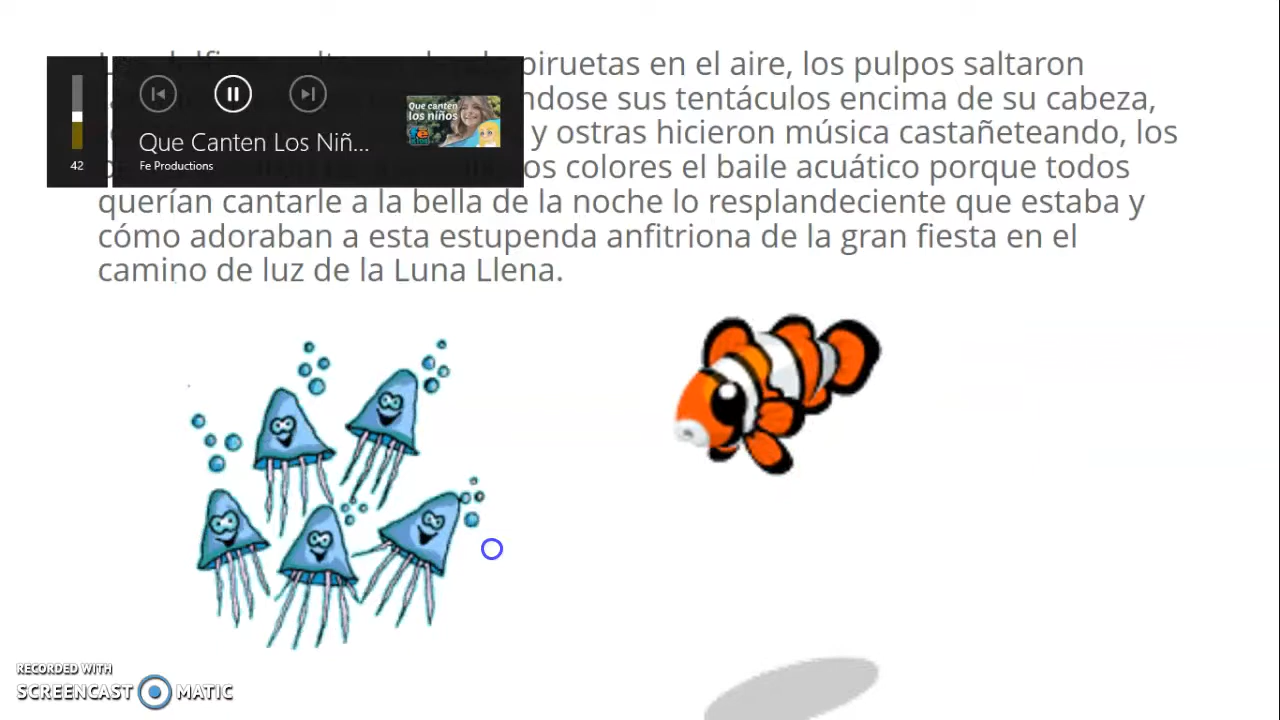 piruetas en el aire, los pulpos saltaron
ndose sus tentáculos encima de su cabeza,
y ostras hicieron música castañeteando, los
os colores el baile acuático porque todos
querían cantarle a la bella de la noche lo resplandeciente que estaba y
cómo adoraban a esta estupenda anfitriona de la gran fiesta en el
camino de luz de la Luna Llena.
Que Canten Los Niñ...
Fe Productions
42
Que canten
los niños
RECORDED WITH
SCREENCAST MATIC